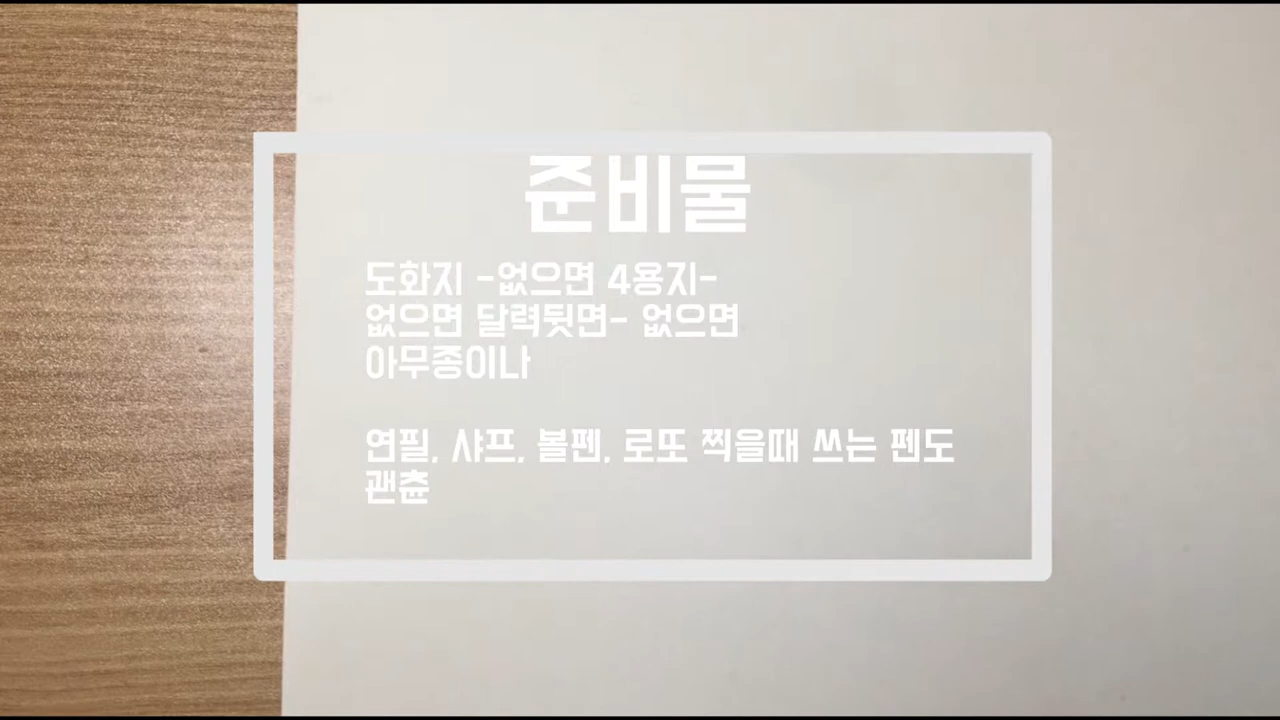 준비물
도화지 -없으면 4용지-
없으면 달력뒷면- 없으면
아무종이나
연필, 샤프, 볼펜, 로또 찍을때 쓰는 펜도
괜츈